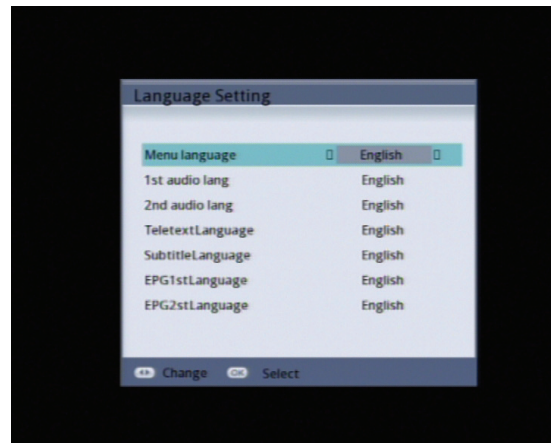 Language Setting
Menu language English
1st audio lang English
2nd audio lang English
TeletextLanguage English
SubtitleLanguage English
EPG1stLanguage English
EPG2stLanguage English
Change OK Select